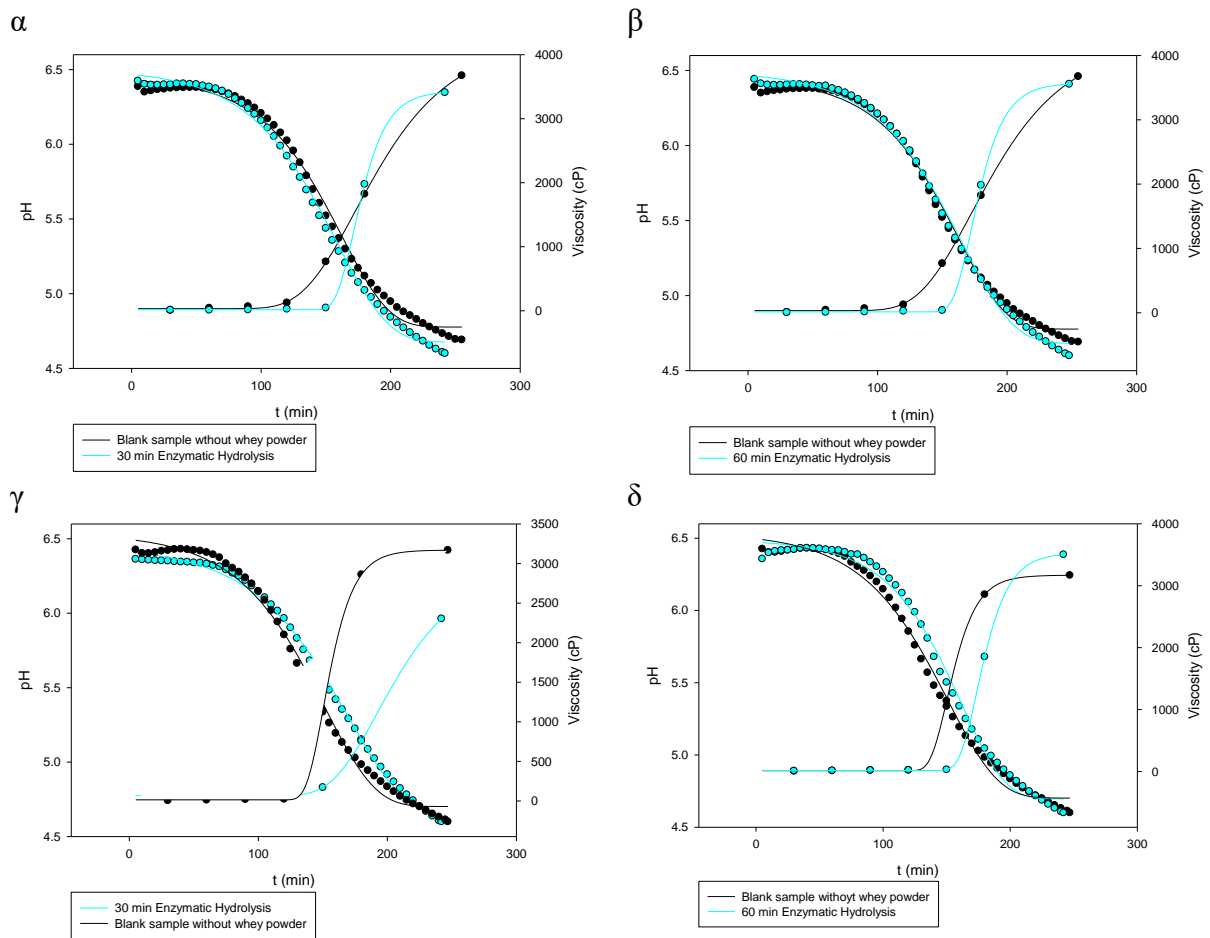 α
4000
6.5
3000
6.0
2000
5.5
1000
5.0
0
4.5
0 100 200 300
pH
Viscosity (cP)
t (min)
Blank sample without whey powder
30 min Enzymatic Hydrolysis
β
4000
6.5
3000
6.0
2000
5.5
1000
5.0
0
4.5
0 100 200 300
pH
Viscosity (cP)
t (min)
Blank sample without whey powder
60 min Enzymatic Hydrolysis
γ
3500
6.5
3000
2500
6.0
2000
1500
5.5
1000
5.0
500
0
4.5
0 100 200 300
pH
Viscosity (cP)
t (min)
30 min Enzymatic Hydrolysis
Blank sample without whey powder
δ
4000
6.5
3000
6.0
2000
5.5
1000
5.0
0
4.5
0 100 200 300
pH
Viscosity (cP)
t (min)
Blank sample withoyt whey powder
60 min Enzymatic Hydrolysis